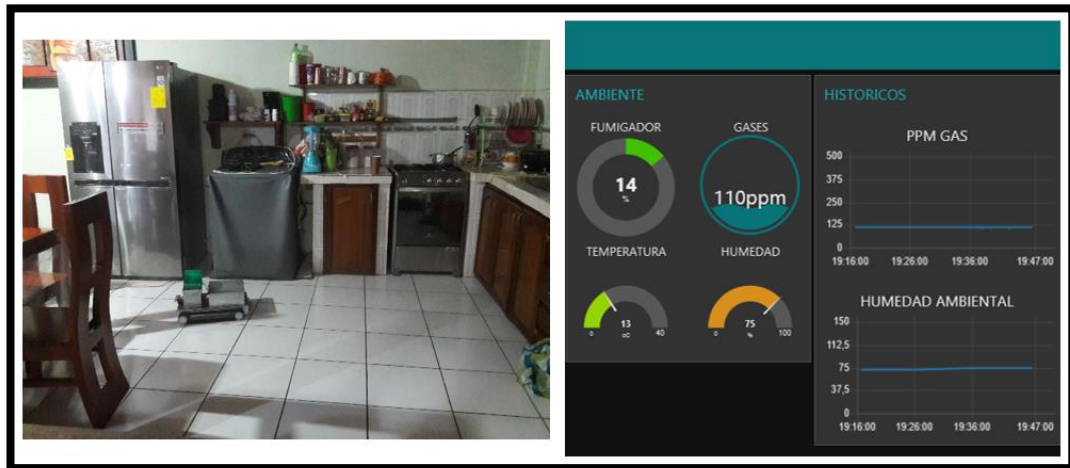 AMBIENTE
FUMIGADOR
GASES
14
%
110ppm
TEMPERATURA
HUMEDAD
13
0
oC
40
75
0
%
100
HISTORICOS
PPM GAS
500
375
250
125
0
19:16:00 19:26:00 19:36:00 19:47:00
HUMEDAD AMBIENTAL
150
112,5
75
37,5
0
19:16:00 19:26:00 19:36:00 19:47:00